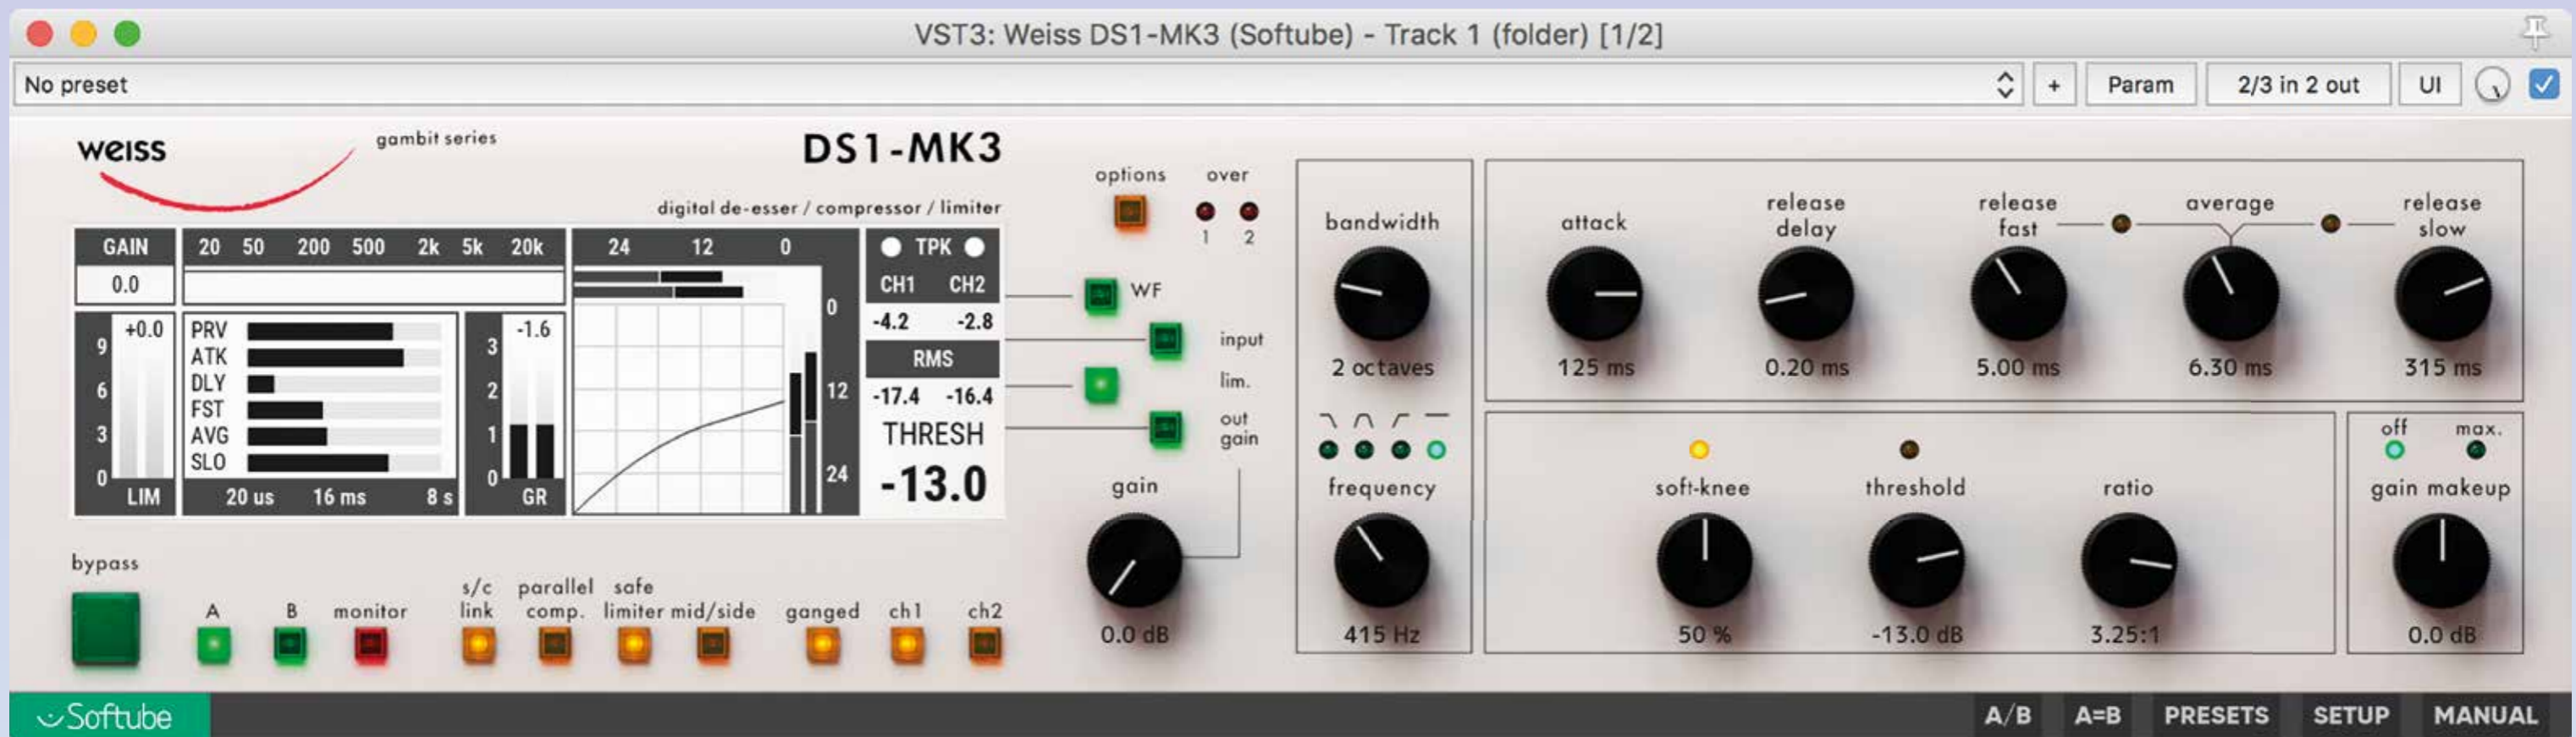 VST3: Weiss DS1-MK3 (Softube) - Track 1 (folder) [1/2]
No preset
+
Param
2/3 in 2 out
UI
weiss
gambit series
DS1-MK3
digital de-esser / compressor / limiter
GAIN
0.0
20 50 200 500 2k 5k 20k
24 12 0
TPK
CH1 CH2
-4.2 -2.8
RMS
-17.4 -16.4
THRESH
-13.0
+0.0
9
6
3
0
LIM
PRV
ATK
DLY
FST
AVG
SLO
20 us 16 ms 8 s
-1.6
3
2
1
0
GR
0
12
24
options
over
1 2
WF
input
lim.
out
gain
gain
0.0 dB
bandwidth
2 octaves
frequency
415 Hz
attack
125 ms
release
delay
0.20 ms
release
fast
5.00 ms
average
6.30 ms
release
slow
315 ms
soft-knee
50 %
threshold
-13.0 dB
ratio
3.25:1
off max.
gain makeup
0.0 dB
bypass
A
B
monitor
s/c
link
parallel
comp.
safe
limiter
mid/side
ganged
ch1
ch2
Softube
A/B
A=B
PRESETS
SETUP
MANUAL